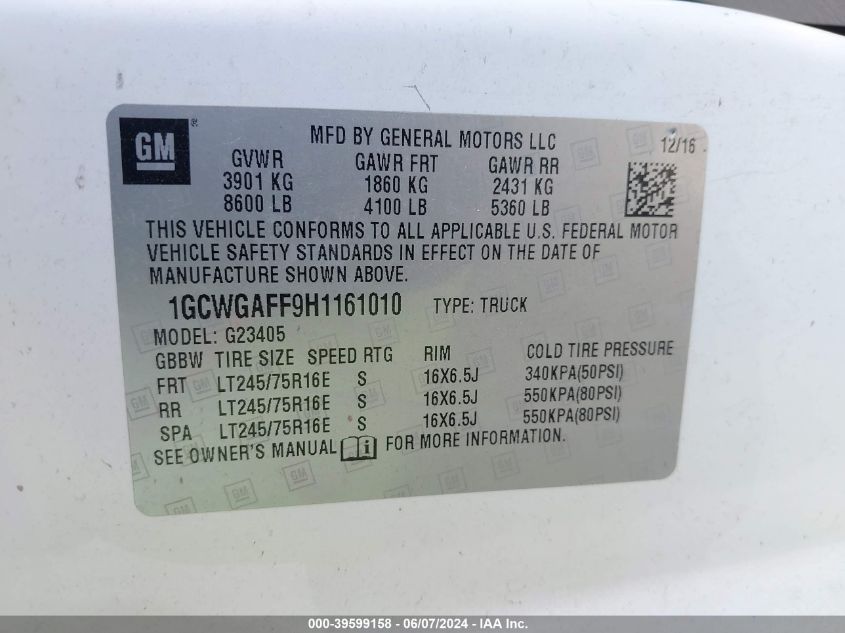 GM®
MFD BY GENERAL MOTORS LLC
12/16
GVWR GAWR FRT GAWR RR
3901 KG 1860 KG 2431 KG
8600 LB 4100 LB 5360 LB
THIS VEHICLE CONFORMS TO ALL APPLICABLE U.S. FEDERAL MOTOR
VEHICLE SAFETY STANDARDS IN EFFECT ON THE DATE OF
MANUFACTURE SHOWN ABOVE.
1GCWGAFF9H1161010 TYPE: TRUCK
MODEL: G23405
GBBW TIRE SIZE SPEED RTG RIM COLD TIRE PRESSURE
FRT LT245/75R16E S 16X6.5J 340KPA(50PSI)
RR LT245/75R16E S 16X6.5J 550KPA(80PSI)
SPA LT245/75R16E S 16X6.5J 550KPA(80PSI)
SEE OWNER'S MANUAL FOR MORE INFORMATION.
000-39599158 - 06/07/2024 - IAA Inc.